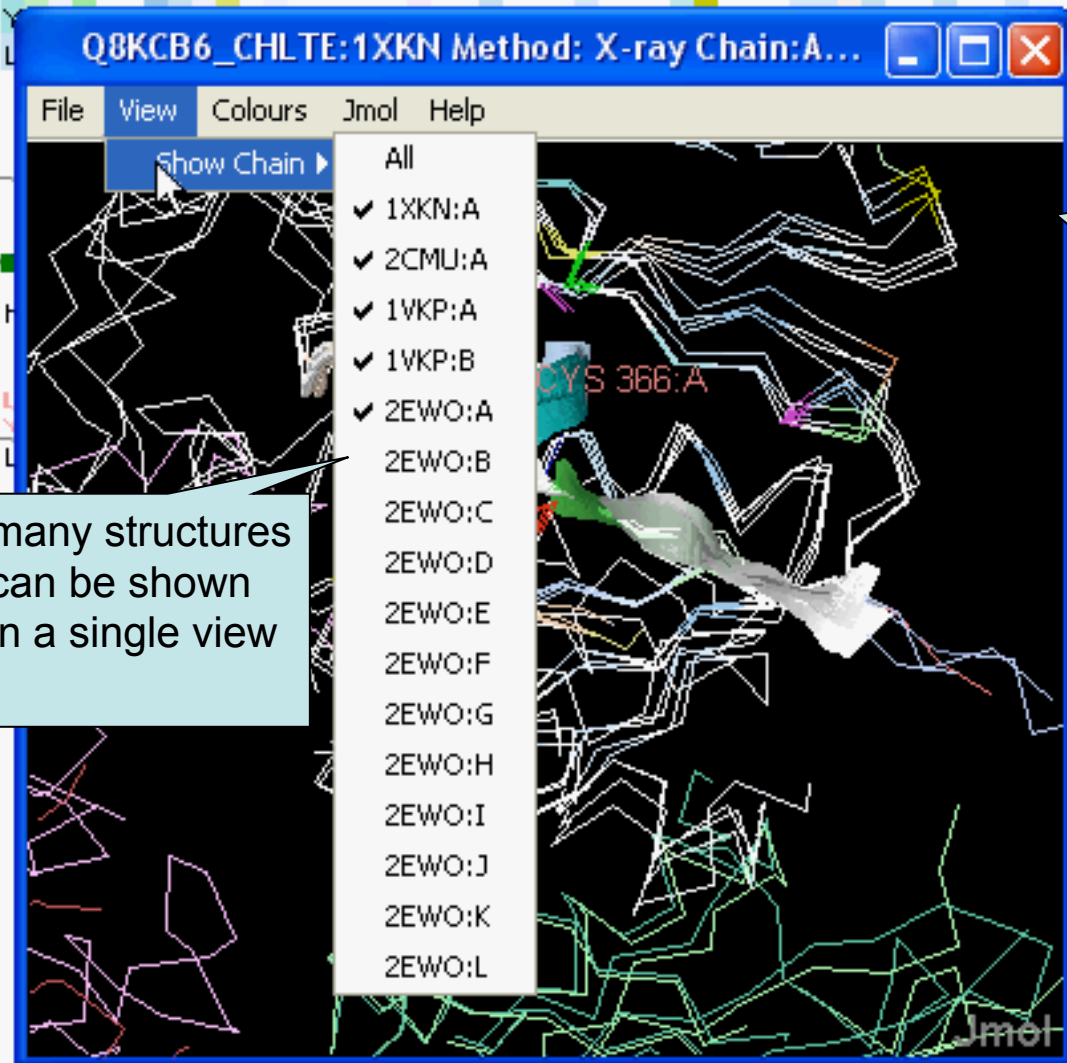 Q8KCB6_CHLTE:1XKN Method: X-ray Chain:A...
File View Colours Jmol Help
Show Chain
All
1XKN:A
2CMU:A
1VKP:A
1VKP:B
2EWO:A
2EWO:B
2EWO:C
2EWO:D
2EWO:E
2EWO:F
2EWO:G
2EWO:H
2EWO:I
2EWO:J
2EWO:K
2EWO:L
CYS 366:A
many structures
can be shown
in a single view
Jmol